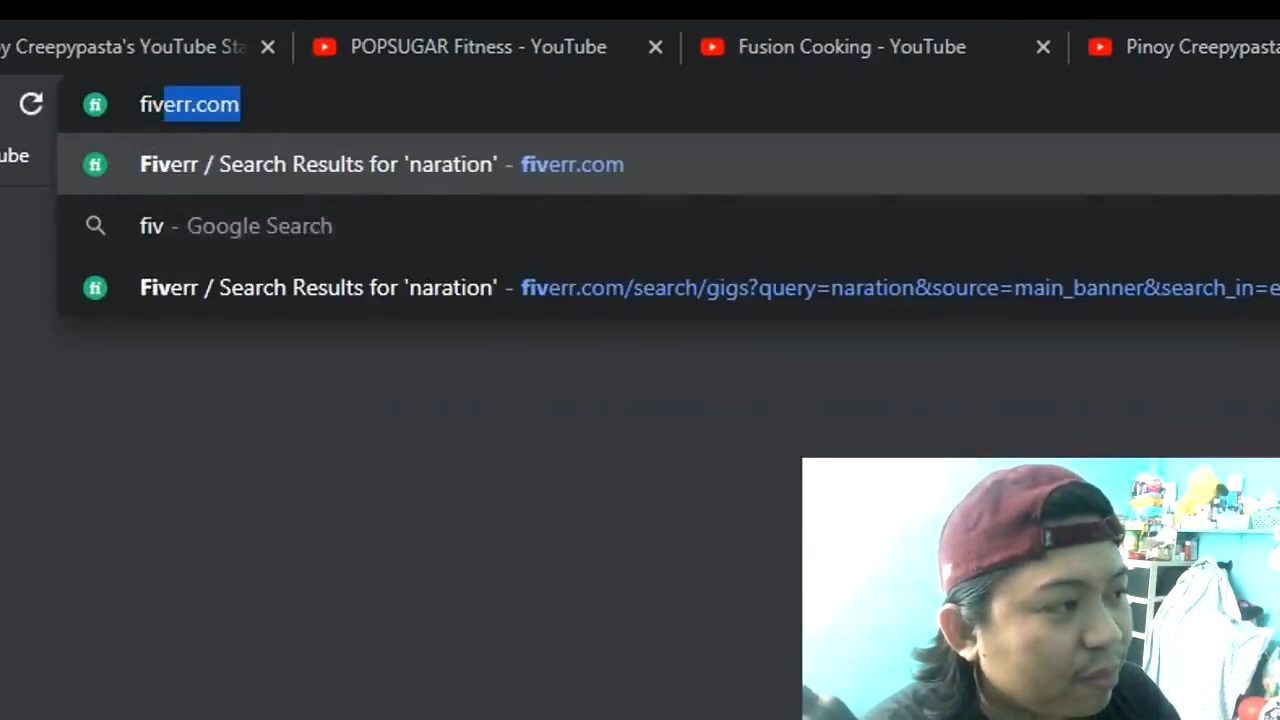 y Creepypasta's YouTube Sta
POPSUGAR Fitness - YouTube
Fusion Cooking - YouTube
Pinoy Creepypasta
fiverr.com
ube
Fiverr / Search Results for 'naration' - fiverr.com
fiv - Google Search
Fiverr / Search Results for 'naration' - fiverr.com/search/gigs?query=naration&source=main_banner&search_in=e